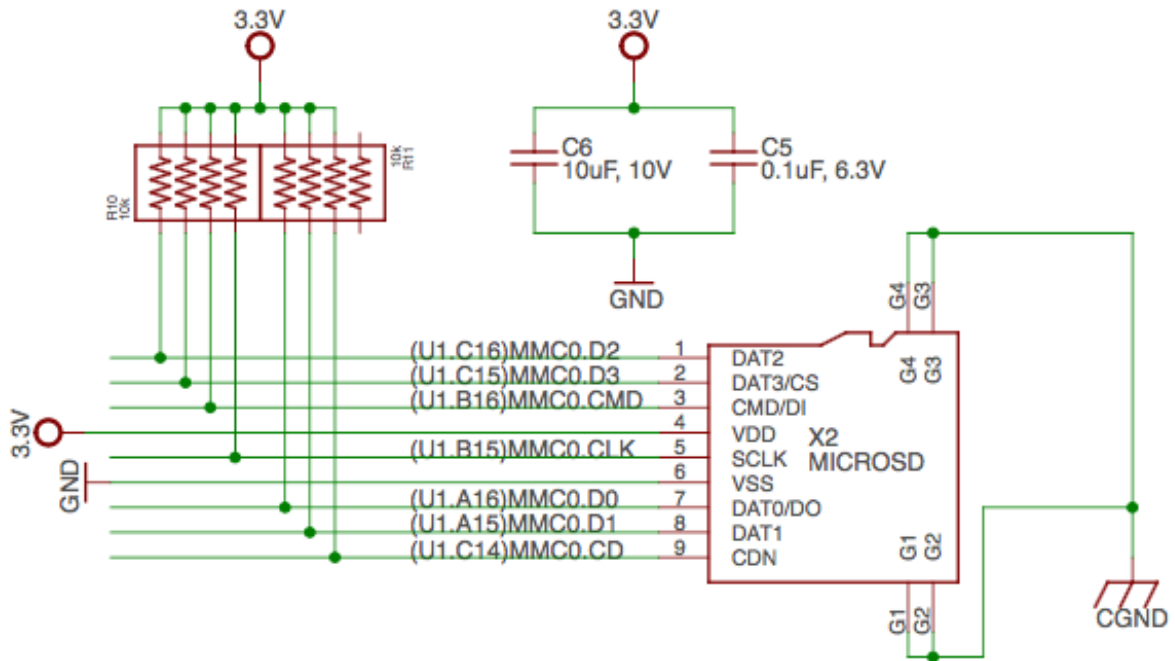 3.3V
3.3V
10k
R11
R10
10k
C6
10uF, 10V
C5
0.1uF, 6.3V
GND
G4
G3
(U1.C16)MMC0.D2
1
DAT2
G4
G3
(U1.C15)MMC0.D3
2
DAT3/CS
(U1.B16)MMC0.CMD
3
CMD/DI
3.3V
4
VDD
X2
(U1.B15)MMC0.CLK
5
SCLK
MICROSD
GND
6
VSS
(U1.A16)MMC0.D0
7
DAT0/DO
(U1.A15)MMC0.D1
8
DAT1
G1
G2
(U1.C14)MMC0.CD
9
CDN
G1
G2
CGND